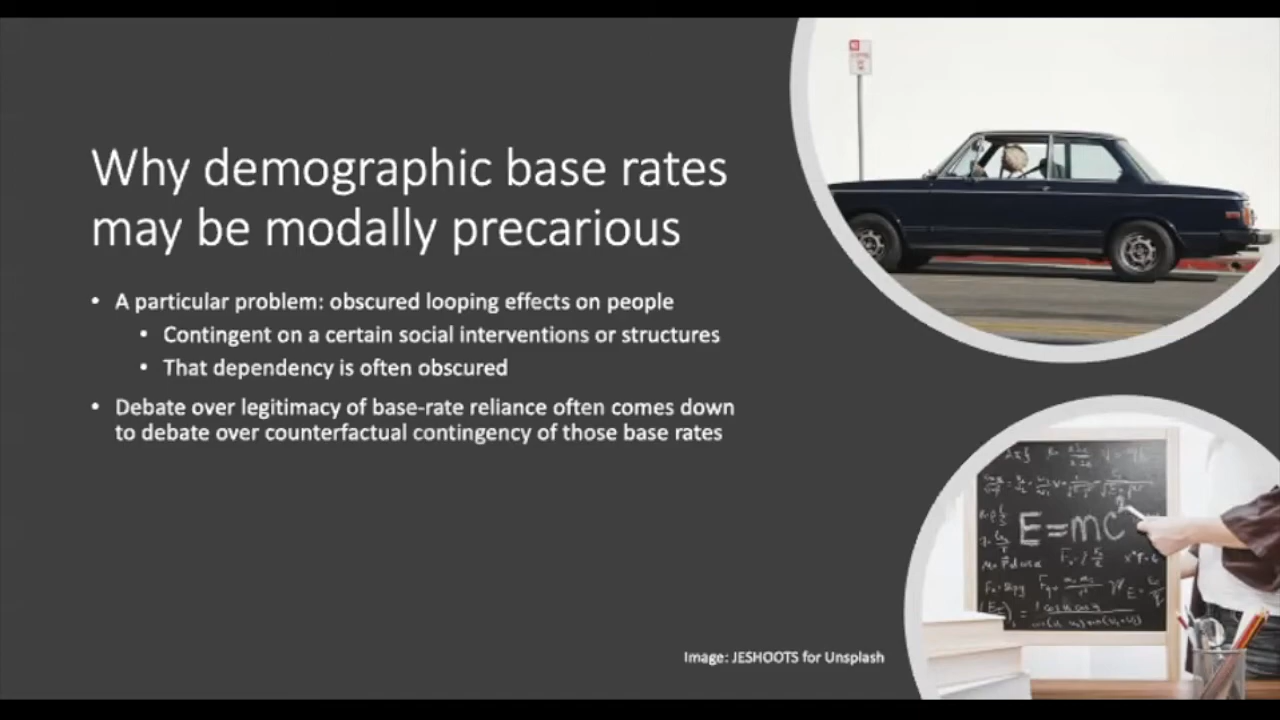 Why demographic base rates
may be modally precarious
• A particular problem: obscured looping effects on people
• Contingent on a certain social interventions or structures
• That dependency is often obscured
• Debate over legitimacy of base-rate reliance often comes down
to debate over counterfactual contingency of those base rates
E=mc²
Image: JESHOOTS for Unsplash